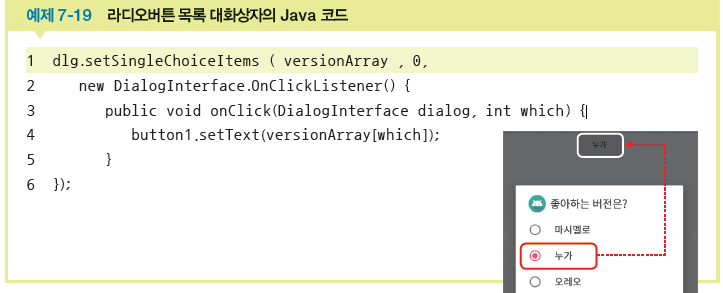 예제 7-19 라디오버튼 목록 대화상자의 Java 코드
1 dlg.setSingleChoiceItems ( versionArray , 0,
2 new DialogInterface.OnClickListener() {
3 public void onClick(DialogInterface dialog, int which) {
4 button1.setText(versionArray[which]);
5 }
6 });
누가
좋아하는 버전은?
마시멜로
누가
오레오